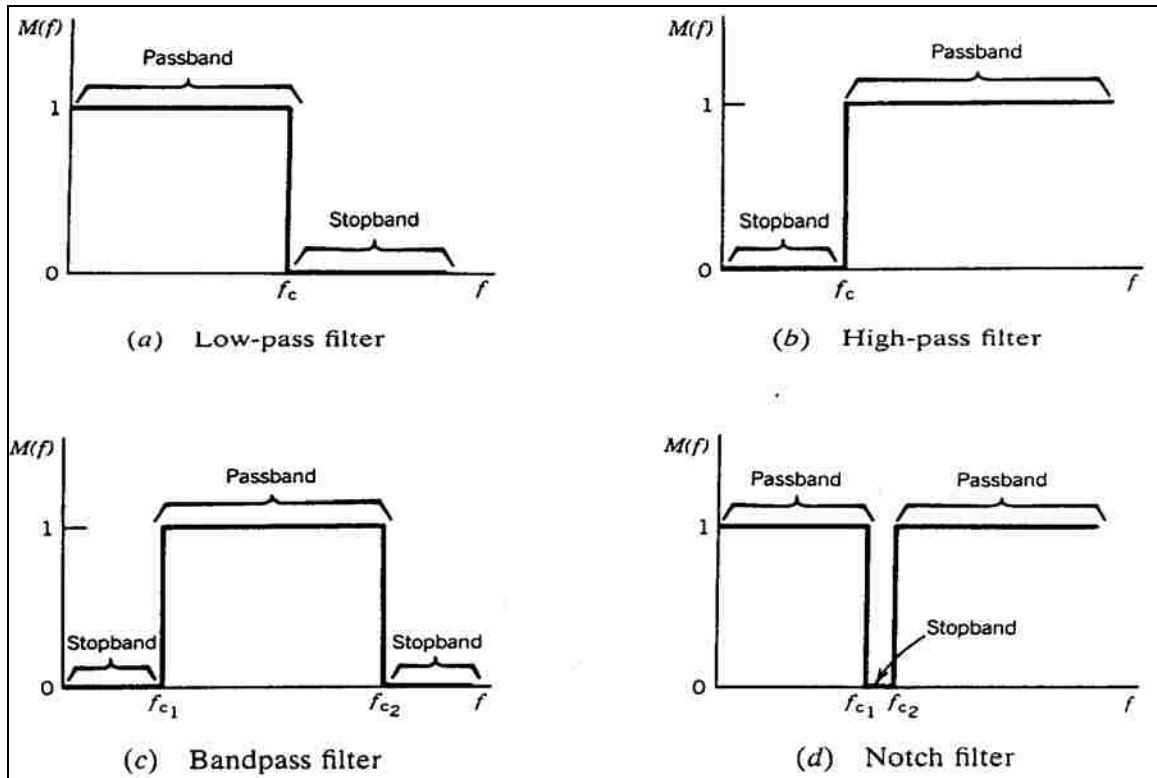 M(f)
Passband
1
Stopband
0
fc
f
(a) Low-pass filter
M(f)
Passband
1
Stopband
0
fc
f
(b) High-pass filter
M(f)
Passband
1
Stopband
Stopband
0
fc1
fc2
f
(c) Bandpass filter
M(f)
Passband
Passband
1
Stopband
0
fc1
fc2
f
(d) Notch filter